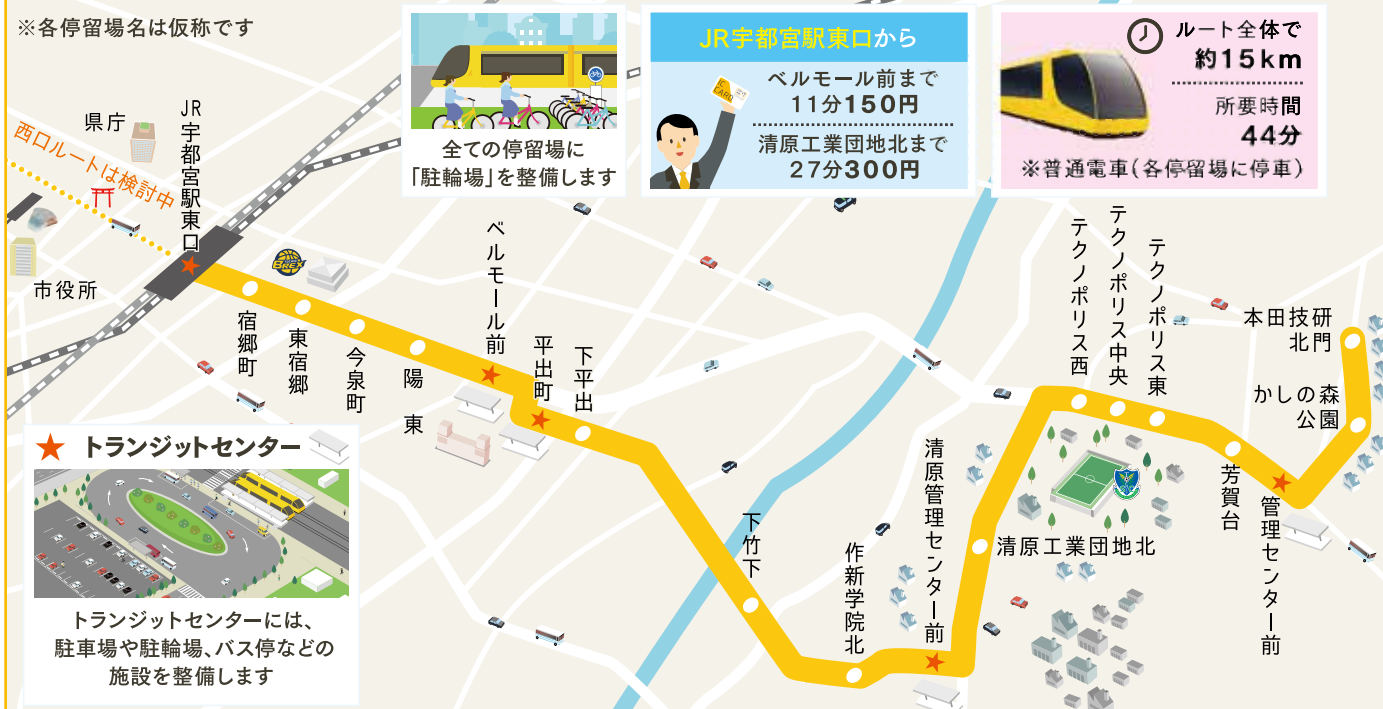 ※各停留場名は仮称です
全ての停留場に
「駐輪場」を整備します
JR宇都宮駅東口から
IC
CARD
ベルモール前まで
11分150円
清原工業団地北まで
27分300円
ルート全体で
約15km
所要時間
44分
※普通電車(各停留場に停車)
県庁
西口ルートは検討中
市役所
JR宇都宮駅東口
BREX
宿郷町
東宿郷
今泉町
陽東
ベルモール前
平出町
下平出
下竹下
作新学院北
清原管理センター前
清原工業団地北
テクノポリス西
テクノポリス中央
テクノポリス東
芳賀台
管理センター前
かしの森
公園
本田技研
北門
★ トランジットセンター
トランジットセンターには、
駐車場や駐輪場、バス停などの
施設を整備します